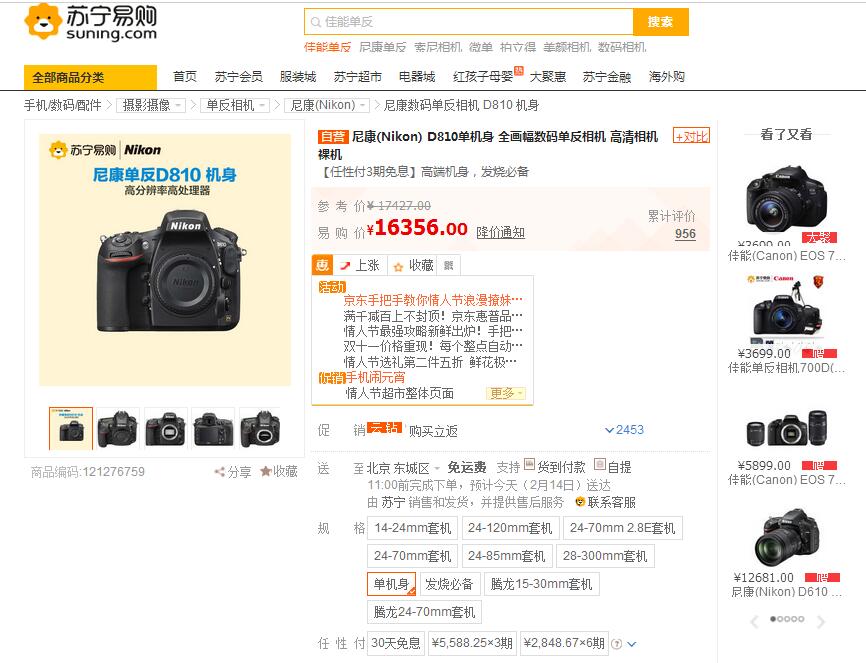 苏宁易购
suning.com
佳能单反
搜索
佳能单反 尼康单反 索尼相机 微单 拍立得 美颜相机 数码相机
全部商品分类 首页 苏宁会员 服装城 苏宁超市 电器城 红孩子母婴 大聚惠 苏宁金融 海外购
手机/数码/配件 > 摄影摄像 > 单反相机 > 尼康(Nikon) > 尼康数码单反相机 D810 机身
苏宁易购 Nikon
尼康单反D810 机身
高分辨率高处理器
Nikon
Nikon
商品编码:121276759 分享 收藏
自营 尼康(Nikon) D810单机身 全画幅数码单反相机 高清相机 +对比
裸机
【任性付3期免息】高端机身，发烧必备
参考价¥ 17427.00
易购价¥16356.00 降价通知
累计评价
956
惠 上涨 收藏
活动
京东手把手教你情人节浪漫撩妹…
满千减百上不封顶！京东惠普品…
情人节最强攻略新鲜出炉！手把…
双十一价格重现！每个整点自动…
情人节选礼第二件五折 鲜花极…
促销 手机闹元宵
情人节超市整体页面 更多
促销 云钻 购买立返 2453
送至 北京 东城区 免运费 支持 货到付款 自提
11:00前完成下单，预计今天（2月14日）送达
由 苏宁 销售和发货，并提供售后服务 联系客服
规格 14-24mm套机 24-120mm套机 24-70mm 2.8E套机
24-70mm套机 24-85mm套机 28-300mm套机
单机身 发烧必备 腾龙15-30mm套机
腾龙24-70mm套机
任性付 30天免息 ¥5,588.25×3期 ¥2,848.67×6期 ?
看了又看
佳能(Canon) EOS 7...
¥3699.00
佳能单反相机700D(...
¥5899.00
佳能(Canon) EOS 7...
¥12681.00
尼康(Nikon) D610 ...